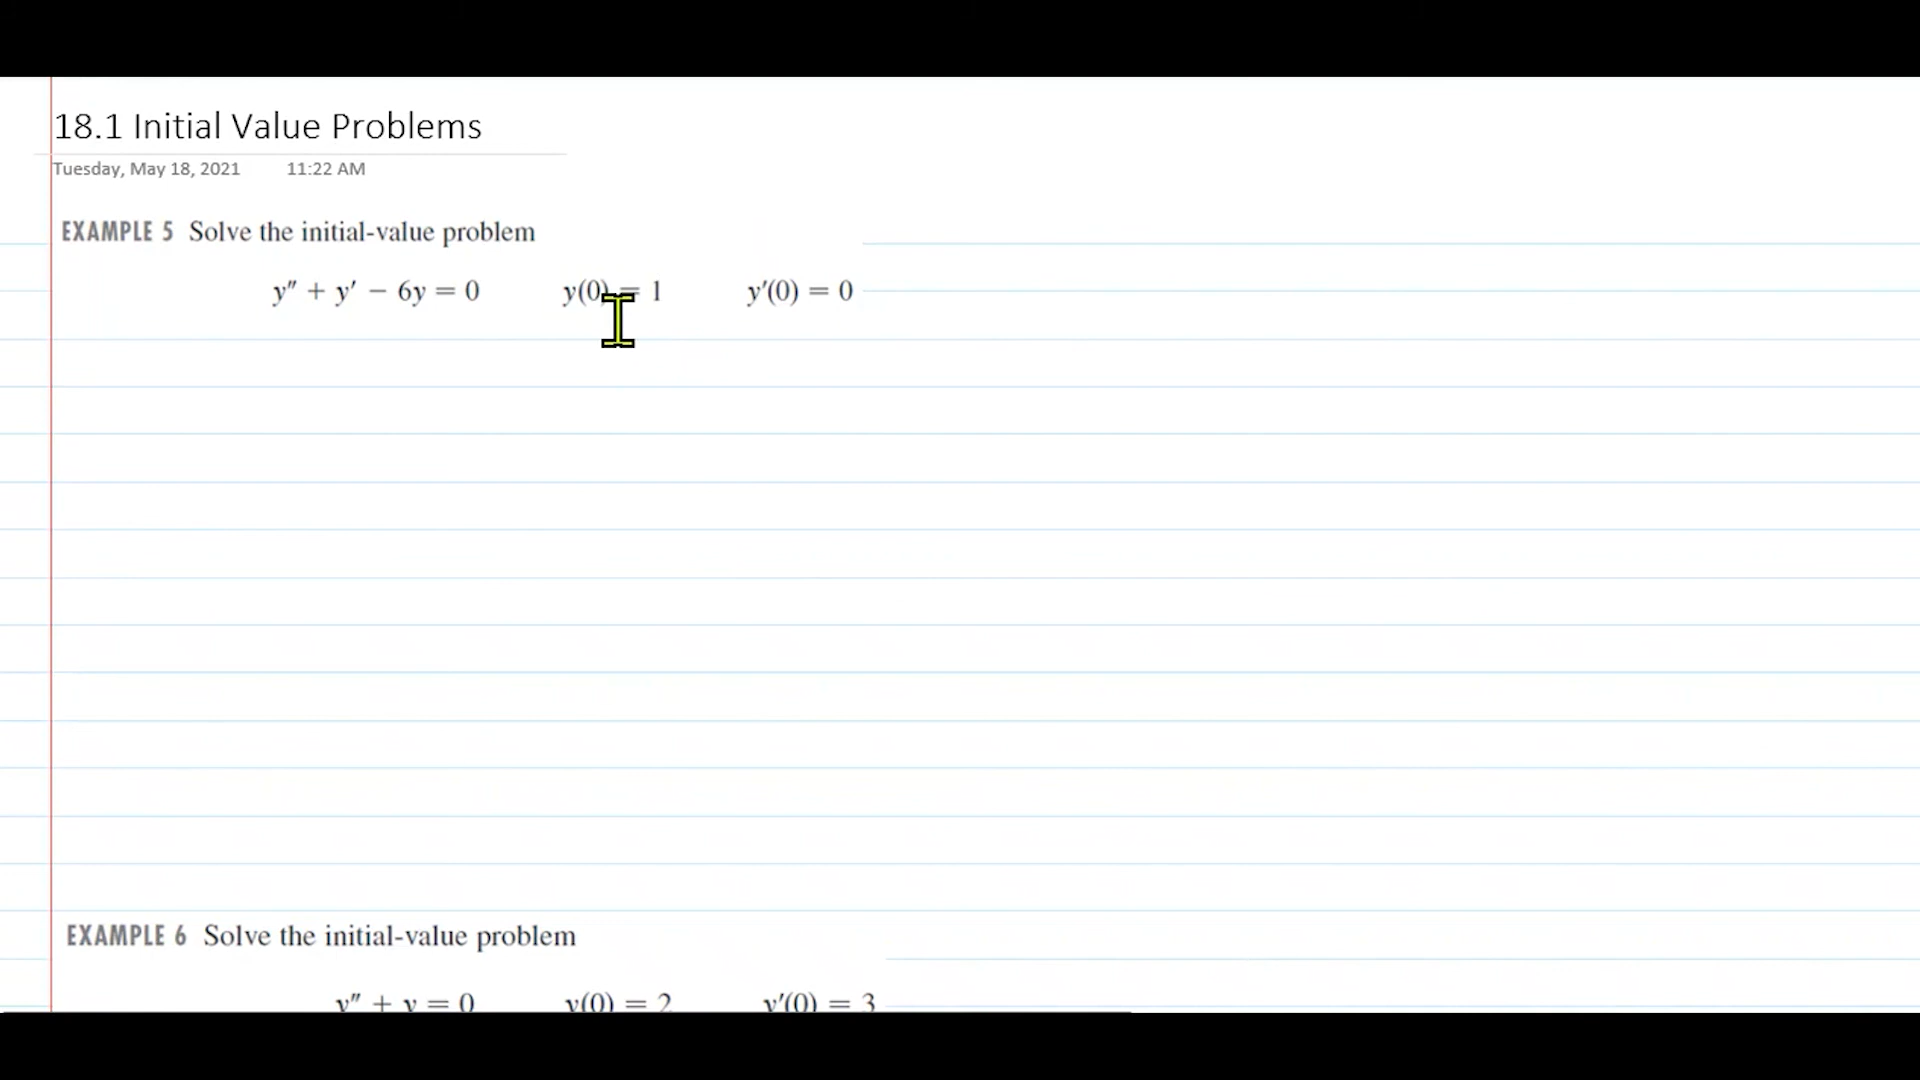 18.1 Initial Value Problems
Tuesday, May 18, 2021 11:22 AM
EXAMPLE 5 Solve the initial-value problem
y″ + y′ − 6y = 0 y(0) = 1 y′(0) = 0
EXAMPLE 6 Solve the initial-value problem
y″ + y = 0 y(0) = 2 y′(0) = 3